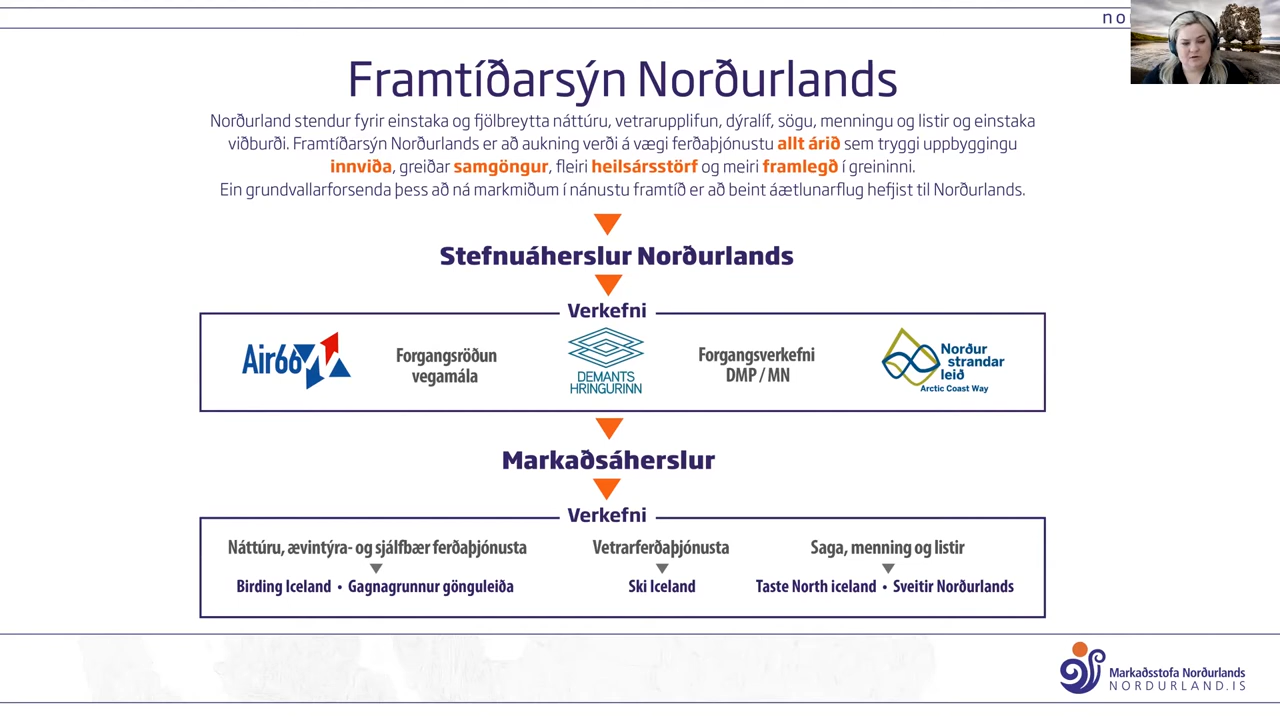 no
Framtíðarsýn Norðurlands
Norðurland stendur fyrir einstaka og fjölbreytta náttúru, vetrarupplifun, dýralíf, sögu, menningu og listir og einstaka
viðburði. Framtíðarsýn Norðurlands er að aukning verði á vægi ferðaþjónustu allt árið sem tryggi uppbyggingu
innviða, greiðar samgöngur, fleiri heilsársstörf og meiri framlegð í greininni.
Ein grundvallarforsenda þess að ná markmiðum í nánustu framtíð er að beint áætlunarflug hefjist til Norðurlands.
Stefnuáherslur Norðurlands
Verkefni
Air66N
Forgangsröðun
vegamála
DEMANTS
HRINGURINN
Forgangsverkefni
DMP / MN
Norður
strandar
leið
Arctic Coast Way
Markaðsáherslur
Verkefni
Náttúru, ævintýra- og sjálfbær ferðaþjónusta
Vetrarferðaþjónusta
Saga, menning og listir
Birding Iceland • Gagnagrunnur gönguleiða
Ski Iceland
Taste North iceland • Sveitir Norðurlands
Markaðsstofa Norðurlands
NORDURLAND.IS